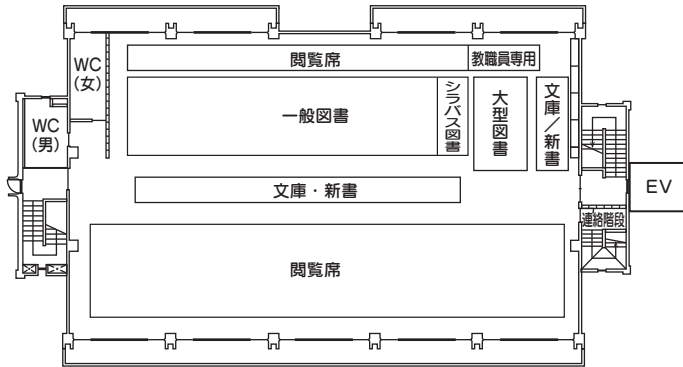 WC
(女)
閲覧席
教職員専用
一般図書
シラバス図書
大型図書
文庫／新書
WC
(男)
文庫・新書
EV
連絡階段
閲覧席